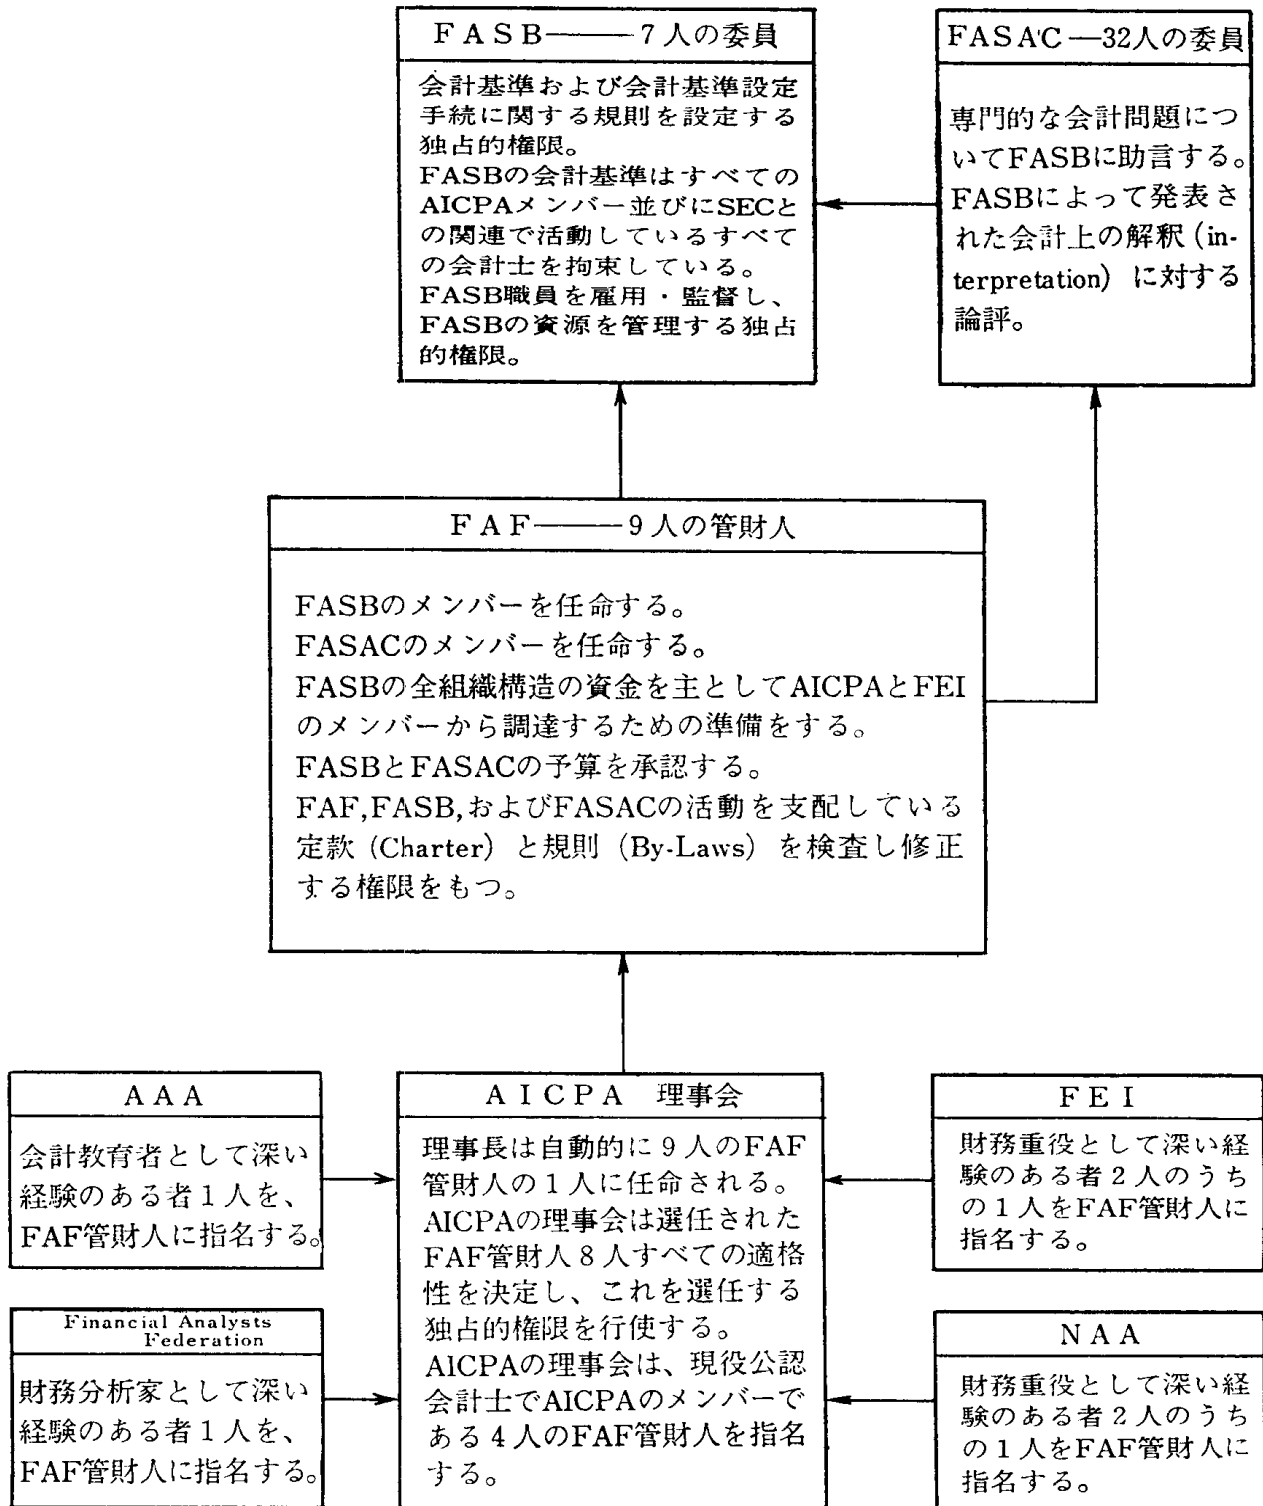 FASB―――7人の委員
会計基準および会計基準設定
手続に関する規則を設定する
独占的権限。
FASBの会計基準はすべての
AICPAメンバー並びにSECと
の関連で活動しているすべて
の会計士を拘束している。
FASB職員を雇用・監督し、
FASBの資源を管理する独占
的権限。
FASAC―32人の委員
専門的な会計問題につ
いてFASBに助言する。
FASBによって発表さ
れた会計上の解釈(in-
terpretation) に対する
論評。
FAF―――9人の管財人
FASBのメンバーを任命する。
FASACのメンバーを任命する。
FASBの全組織構造の資金を主としてAICPAとFEI
のメンバーから調達するための準備をする。
FASBとFASACの予算を承認する。
FAF,FASB,およびFASACの活動を支配している
定款 (Charter) と規則 (By-Laws) を検査し修正
する権限をもつ。
AAA
会計教育者として深い
経験のある者1人を、
FAF管財人に指名する。
Financial Analysts
Federation
財務分析家として深い
経験のある者1人を、
FAF管財人に指名する。
AICPA 理事会
理事長は自動的に9人のFAF
管財人の1人に任命される。
AICPAの理事会は選任された
FAF管財人8人すべての適格
性を決定し、これを選任する
独占的権限を行使する。
AICPAの理事会は、現役公認
会計士でAICPAのメンバーで
ある4人のFAF管財人を指名
する。
FEI
財務重役として深い経
験のある者2人のうち
の1人をFAF管財人に
指名する。
NAA
財務重役として深い経
験のある者2人のうち
の1人をFAF管財人に
指名する。